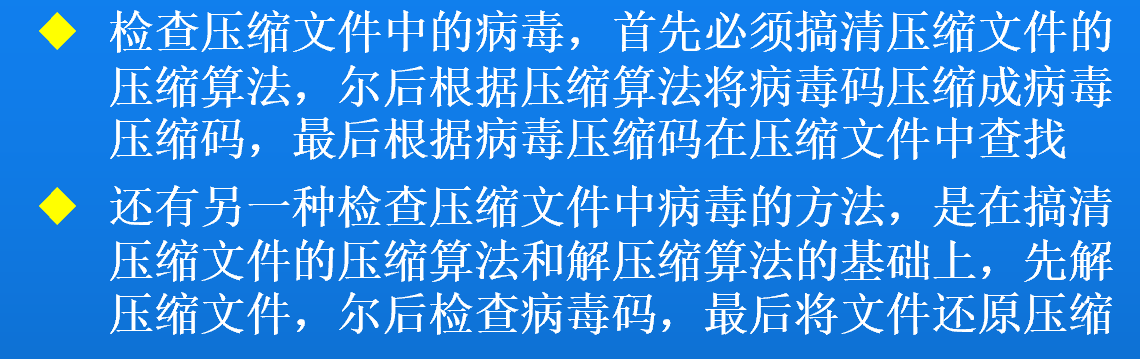 检查压缩文件中的病毒，首先必须搞清压缩文件的
压缩算法，尔后根据压缩算法将病毒码压缩成病毒
压缩码，最后根据病毒压缩码在压缩文件中查找
还有另一种检查压缩文件中病毒的方法，是在搞清
压缩文件的压缩算法和解压缩算法的基础上，先解
压缩文件，尔后检查病毒码，最后将文件还原压缩